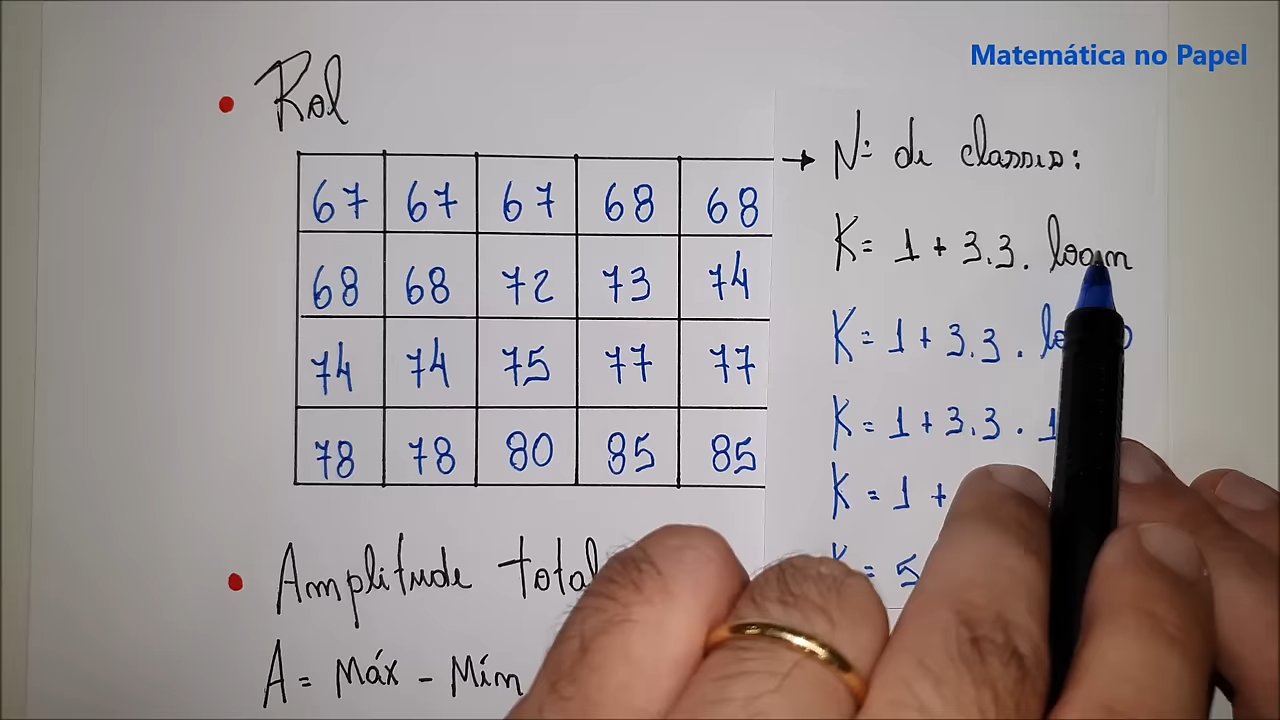 Matemática no Papel
• Rol
67 67 67 68 68
68 68 72 73 74
74 74 75 77 77
78 78 80 85 85
→ Nº de classes:
K = 1 + 3,3 . log n
K = 1 + 3,3 .
K = 1 + 3,3 . 1
K = 1 +
K = 5
• Amplitude total
A = Máx - Mín